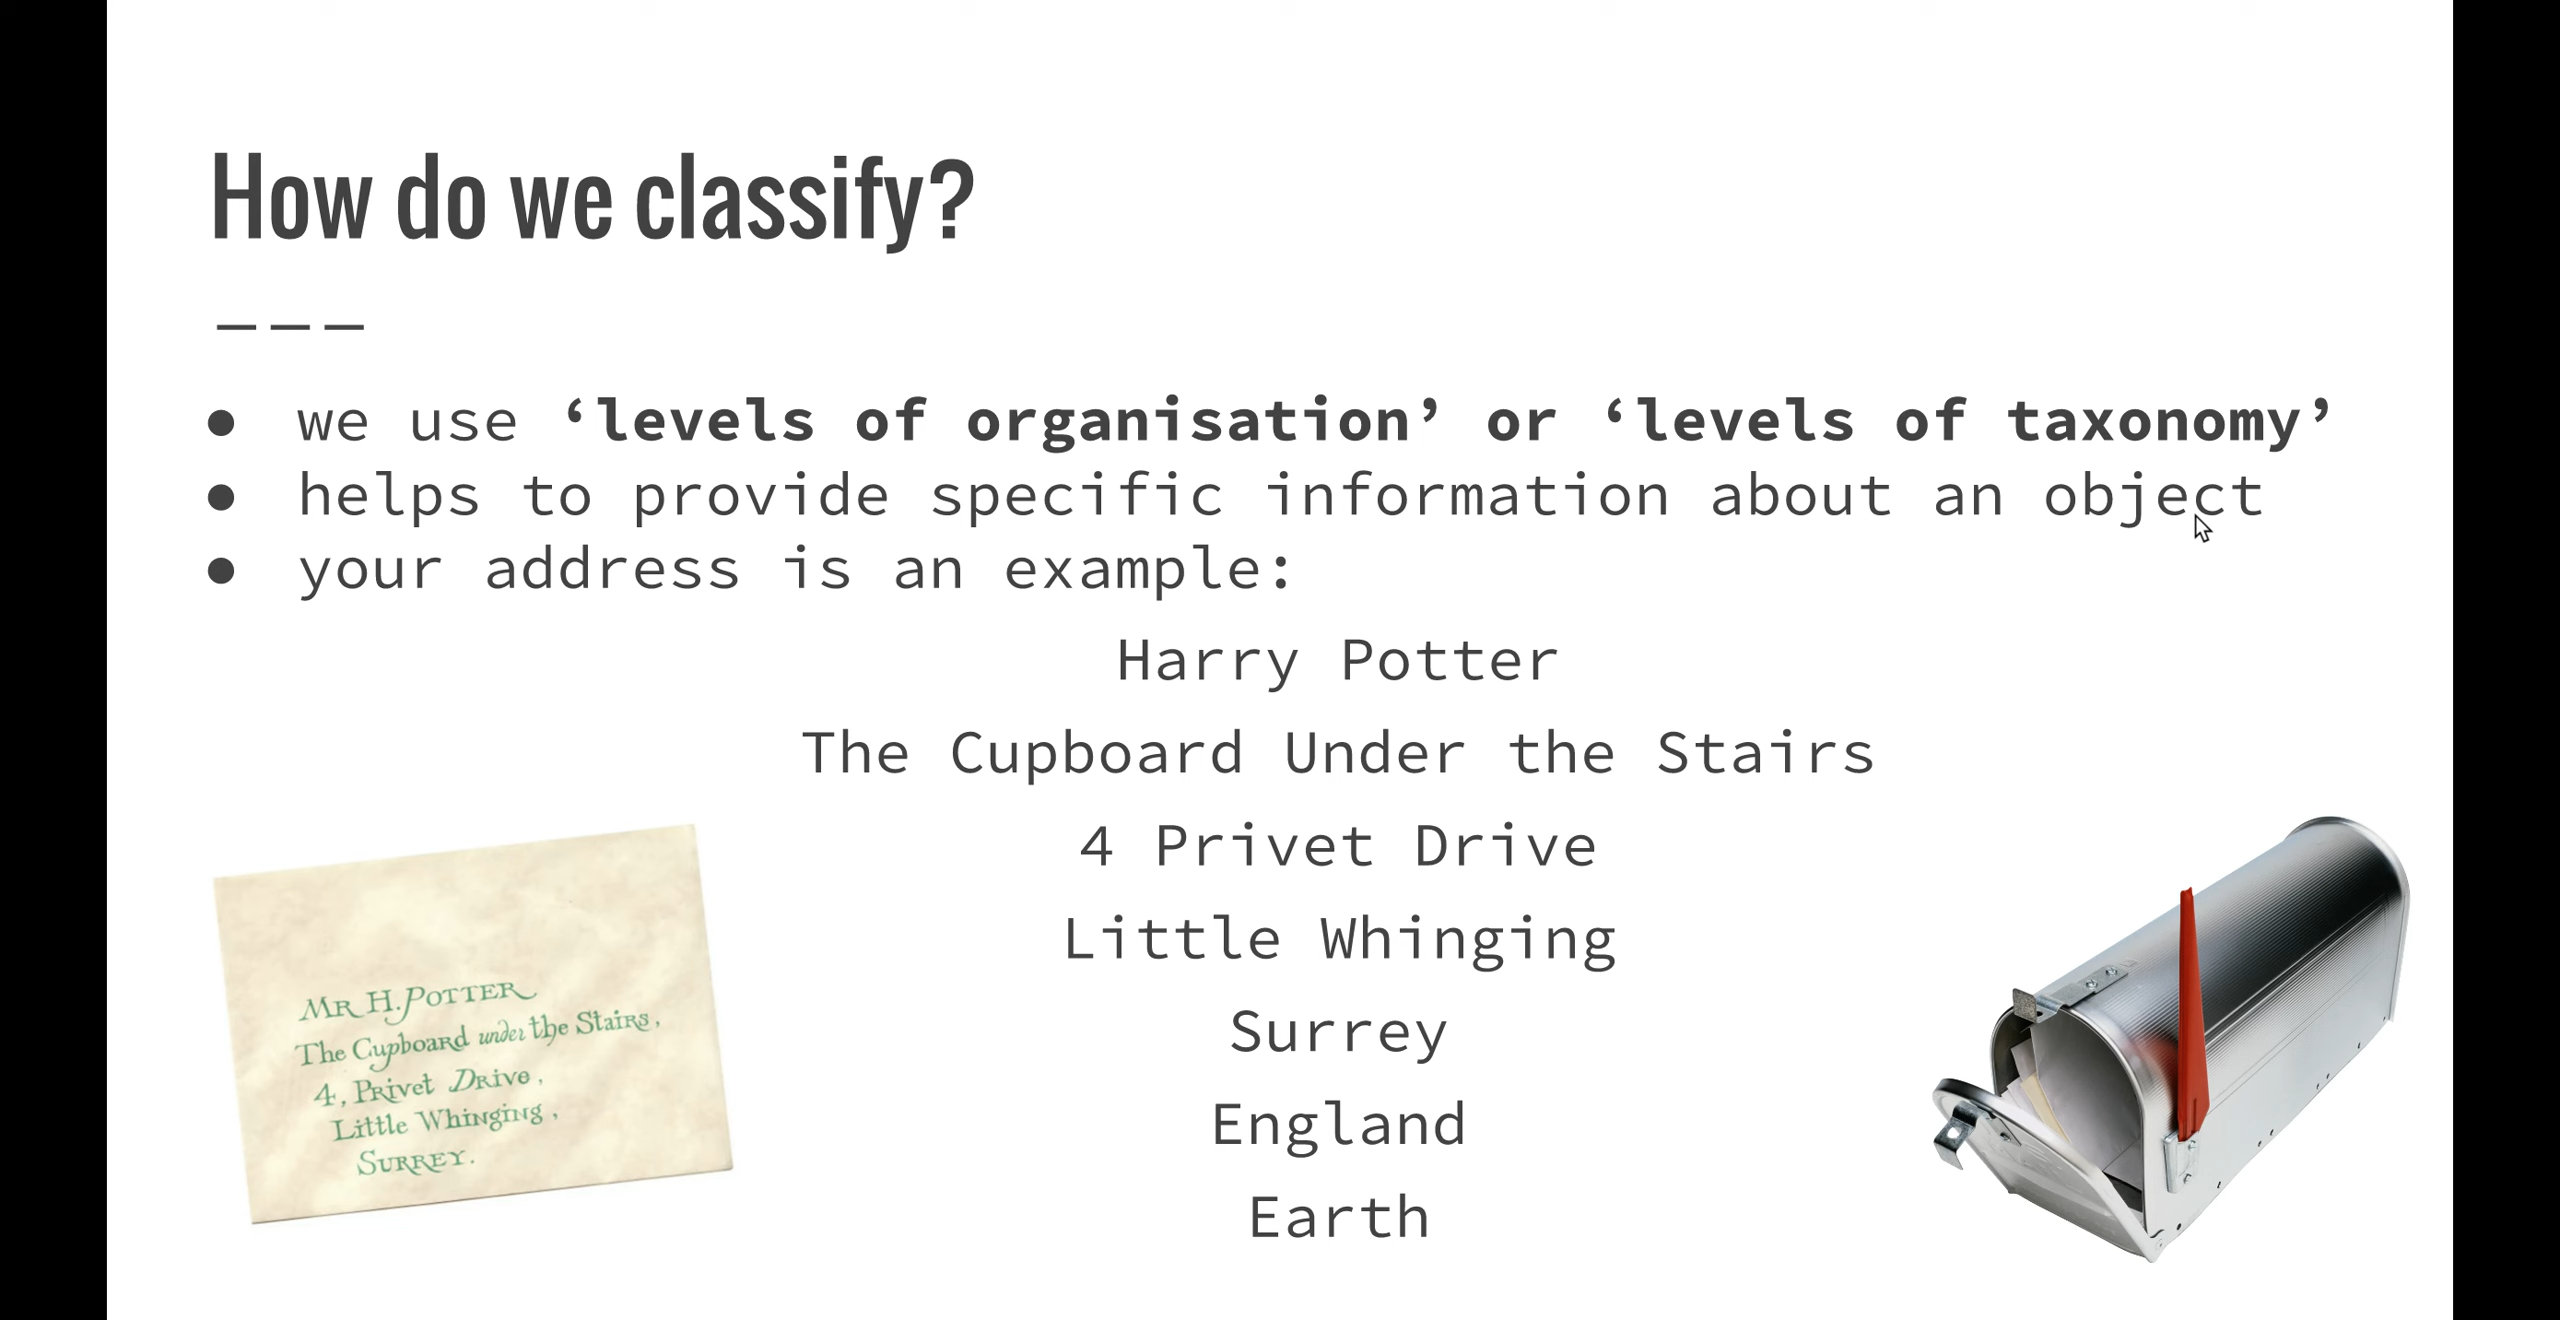 How do we classify?
● we use ‘levels of organisation’ or ‘levels of taxonomy’
● helps to provide specific information about an object
● your address is an example:
Harry Potter
The Cupboard Under the Stairs
4 Privet Drive
Little Whinging
Surrey
England
Earth
MR H. POTTER
The Cupboard under the Stairs,
4, Privet Drive,
Little Whinging,
SURREY.